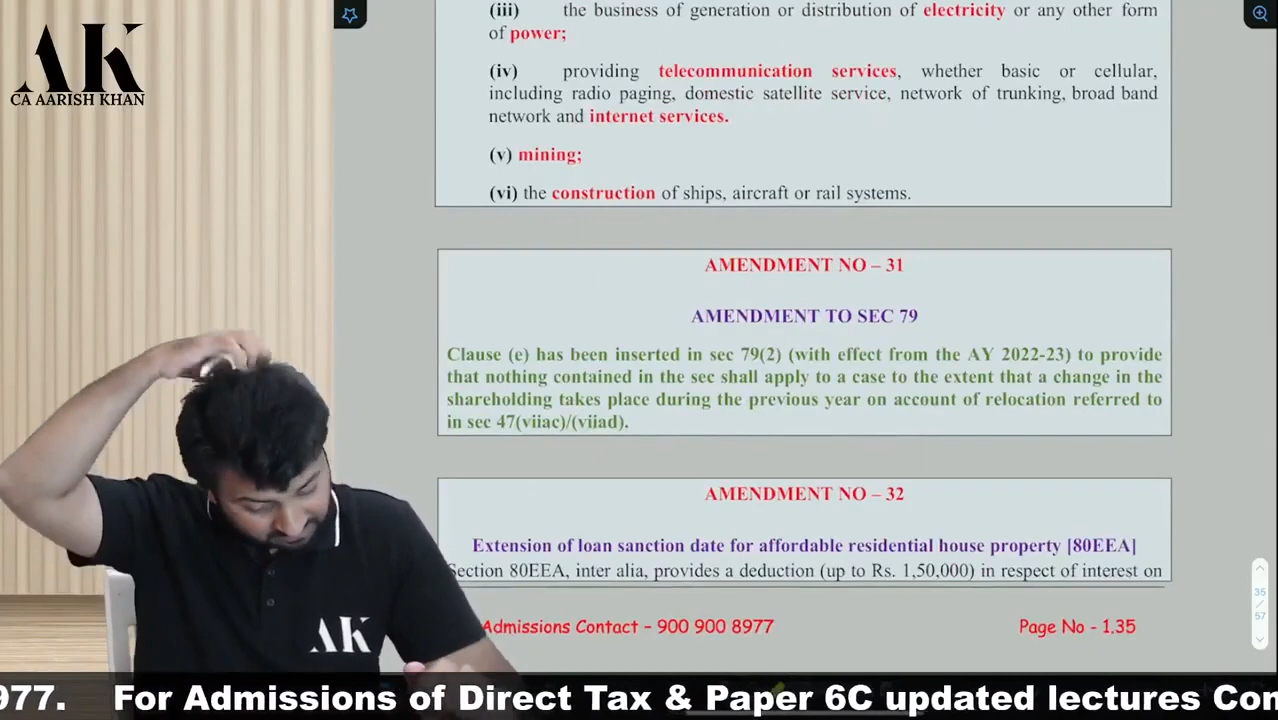 AK
CA AARISH KHAN
(iii) the business of generation or distribution of electricity or any other form
of power;
(iv) providing telecommunication services, whether basic or cellular,
including radio paging, domestic satellite service, network of trunking, broad band
network and internet services.
(v) mining;
(vi) the construction of ships, aircraft or rail systems.
AMENDMENT NO – 31
AMENDMENT TO SEC 79
Clause (e) has been inserted in sec 79(2) (with effect from the AY 2022-23) to provide
that nothing contained in the sec shall apply to a case to the extent that a change in the
shareholding takes place during the previous year on account of relocation referred to
in sec 47(viiac)/(viiad).
AMENDMENT NO – 32
Extension of loan sanction date for affordable residential house property [80EEA]
Section 80EEA, inter alia, provides a deduction (up to Rs. 1,50,000) in respect of interest on
35
/
57
Admissions Contact – 900 900 8977
Page No - 1.35
AK
977. For Admissions of Direct Tax & Paper 6C updated lectures Con